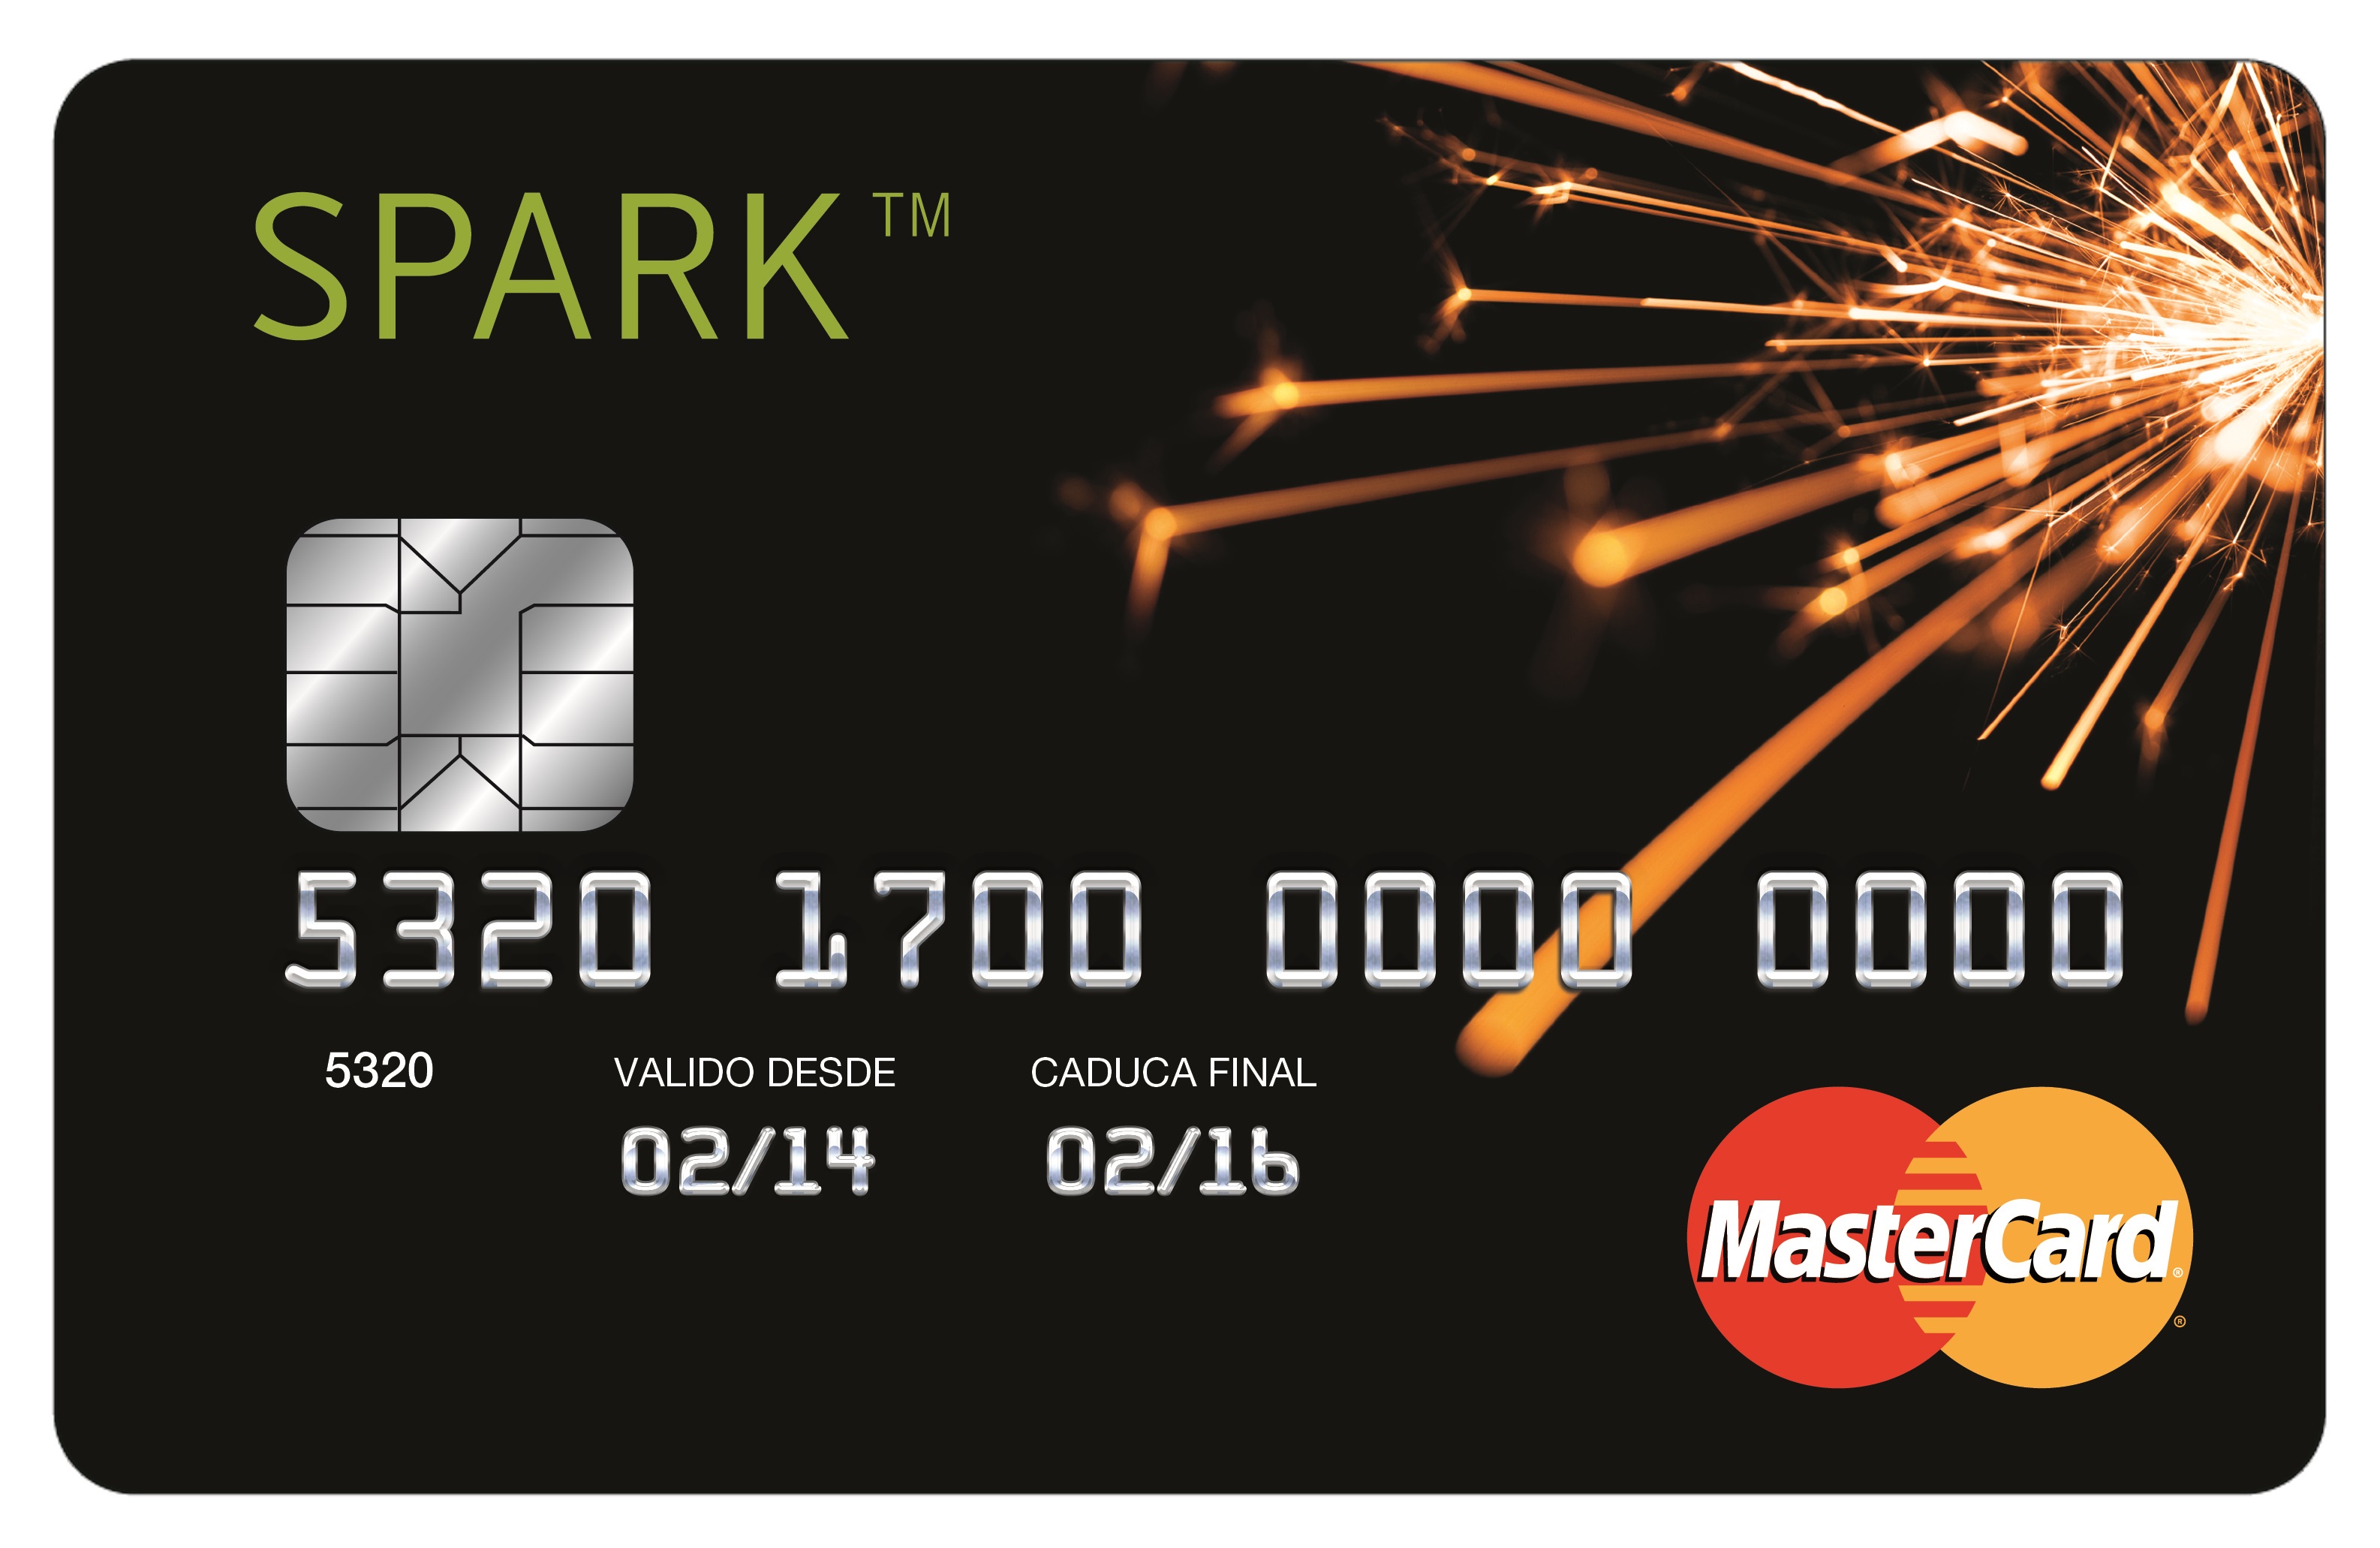 SPARK™
5320 1700 0000 0000
5320 VALIDO DESDE CADUCA FINAL
02/14 02/16
MasterCard®
®